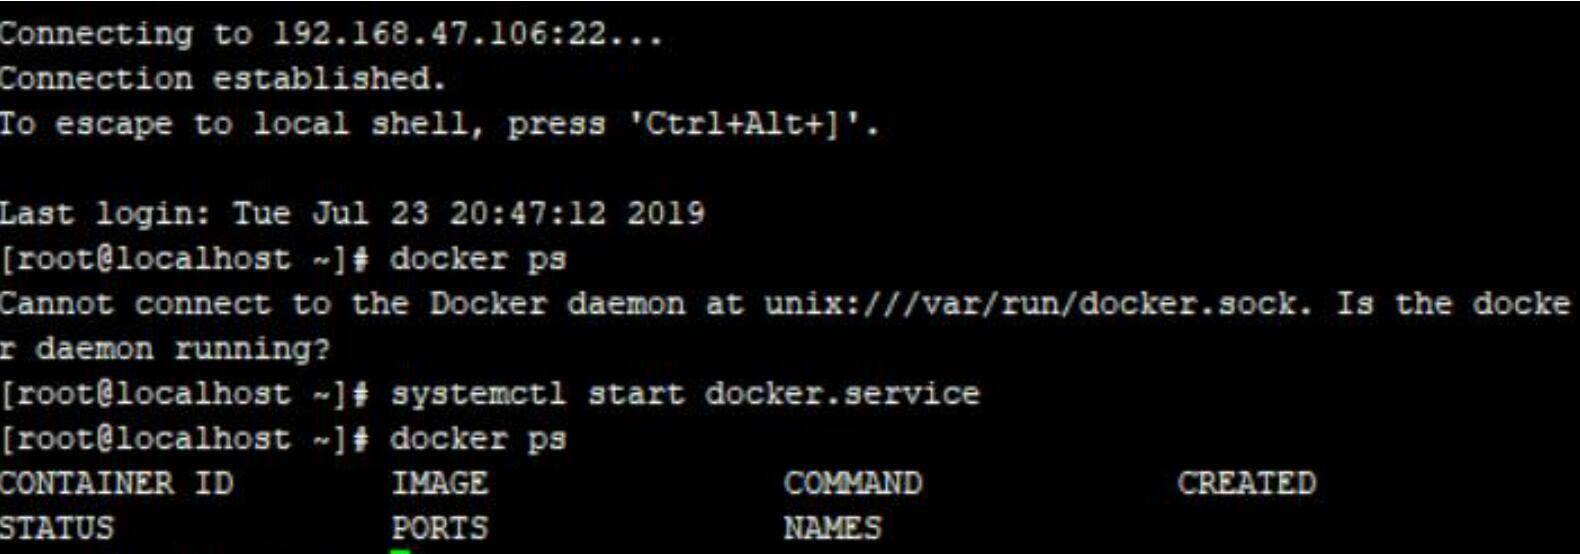 Connecting to 192.168.47.106:22...
Connection established.
To escape to local shell, press 'Ctrl+Alt+]'.
Last login: Tue Jul 23 20:47:12 2019
[root@localhost ~]# docker ps
Cannot connect to the Docker daemon at unix:///var/run/docker.sock. Is the docke
r daemon running?
[root@localhost ~]# systemctl start docker.service
[root@localhost ~]# docker ps
CONTAINER ID IMAGE COMMAND CREATED
STATUS PORTS NAMES